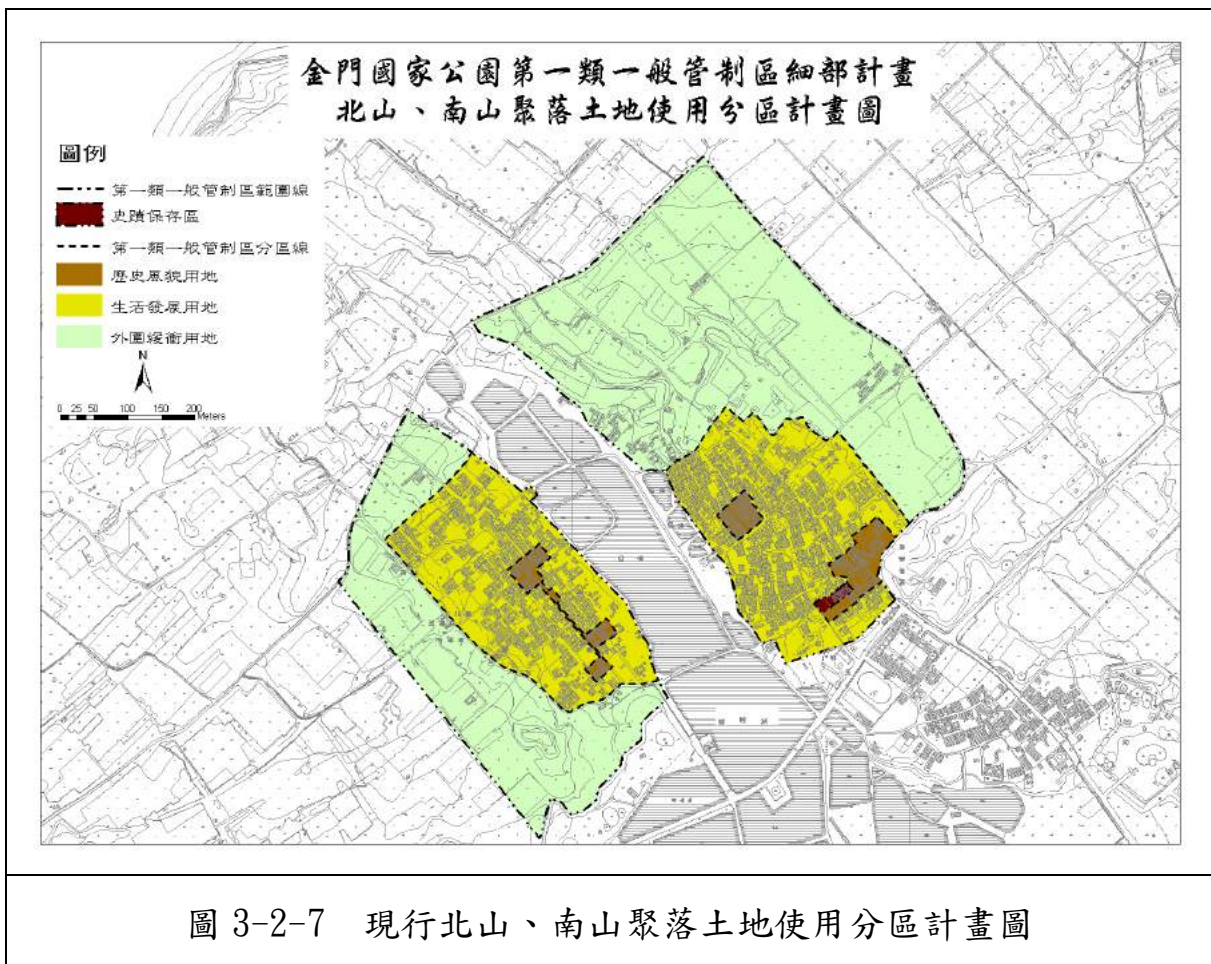 金門國家公園第一類一般管制區細部計畫
北山、南山聚落土地使用分區計畫圖
圖例
第一類一般管制區範圍線
史蹟保存區
第一類一般管制區分區線
歷史風貌用地
生活發展用地
外圍緩衝用地
N
0 25 50 100 150 200
Meters
圖 3-2-7 現行北山、南山聚落土地使用分區計畫圖